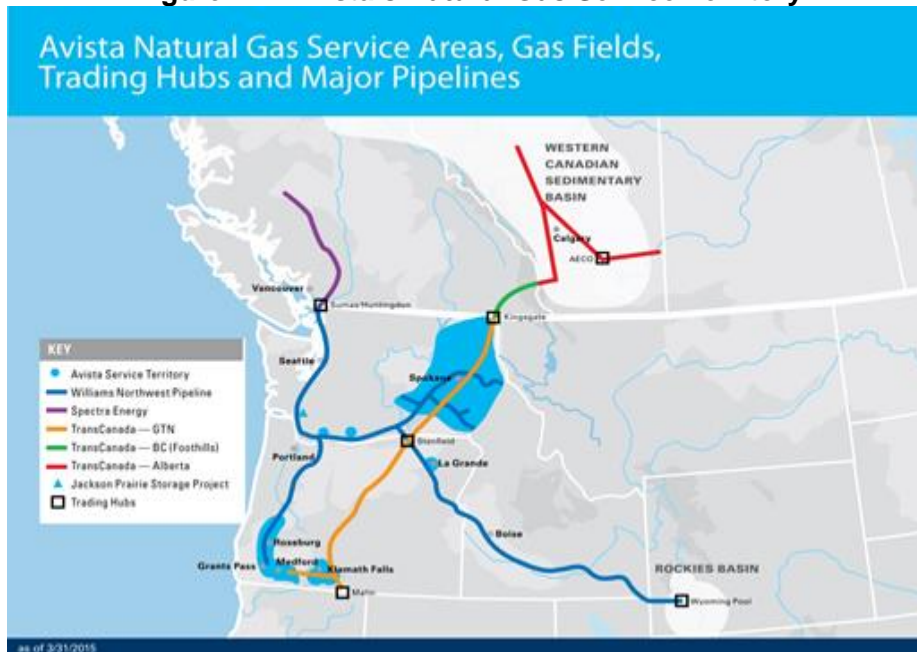 Avista Natural Gas Service Areas, Gas Fields,
Trading Hubs and Major Pipelines
WESTERN
CANADIAN
SEDIMENTARY
BASIN
Calgary
AECO
Vancouver
Sumas/Huntingdon
Kingsgate
KEY
Avista Service Territory
Williams Northwest Pipeline
Spectra Energy
TransCanada — GTN
TransCanada — BC (Foothills)
TransCanada — Alberta
Jackson Prairie Storage Project
Trading Hubs
Seattle
Spokane
Portland
Stanfield
La Grande
Boise
Roseburg
Grants Pass
Medford
Klamath Falls
Malin
ROCKIES BASIN
Wyoming Pool
as of 3/31/2015